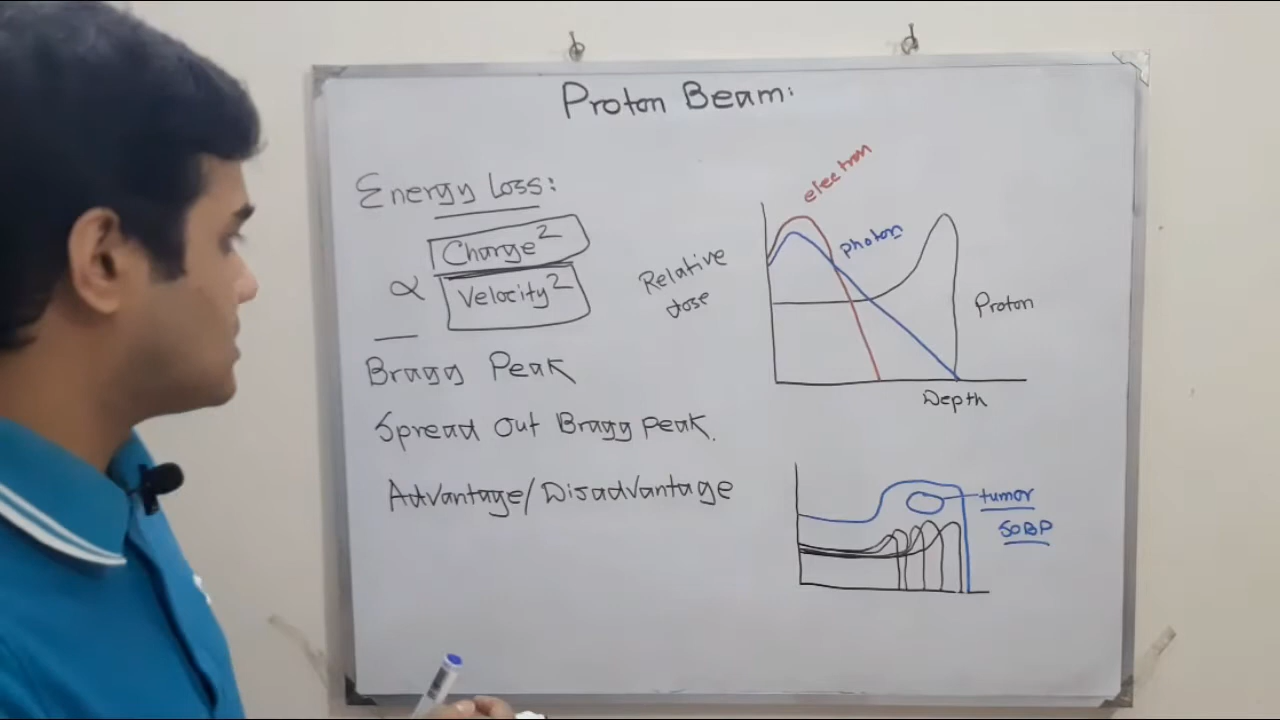 Proton Beam:
Energy Loss:
∝ Charge²
Velocity²
Bragg Peak
Spread Out Bragg Peak.
Advantage/Disadvantage
electron
photon
Relative
dose
Proton
Depth
tumor
SOBP